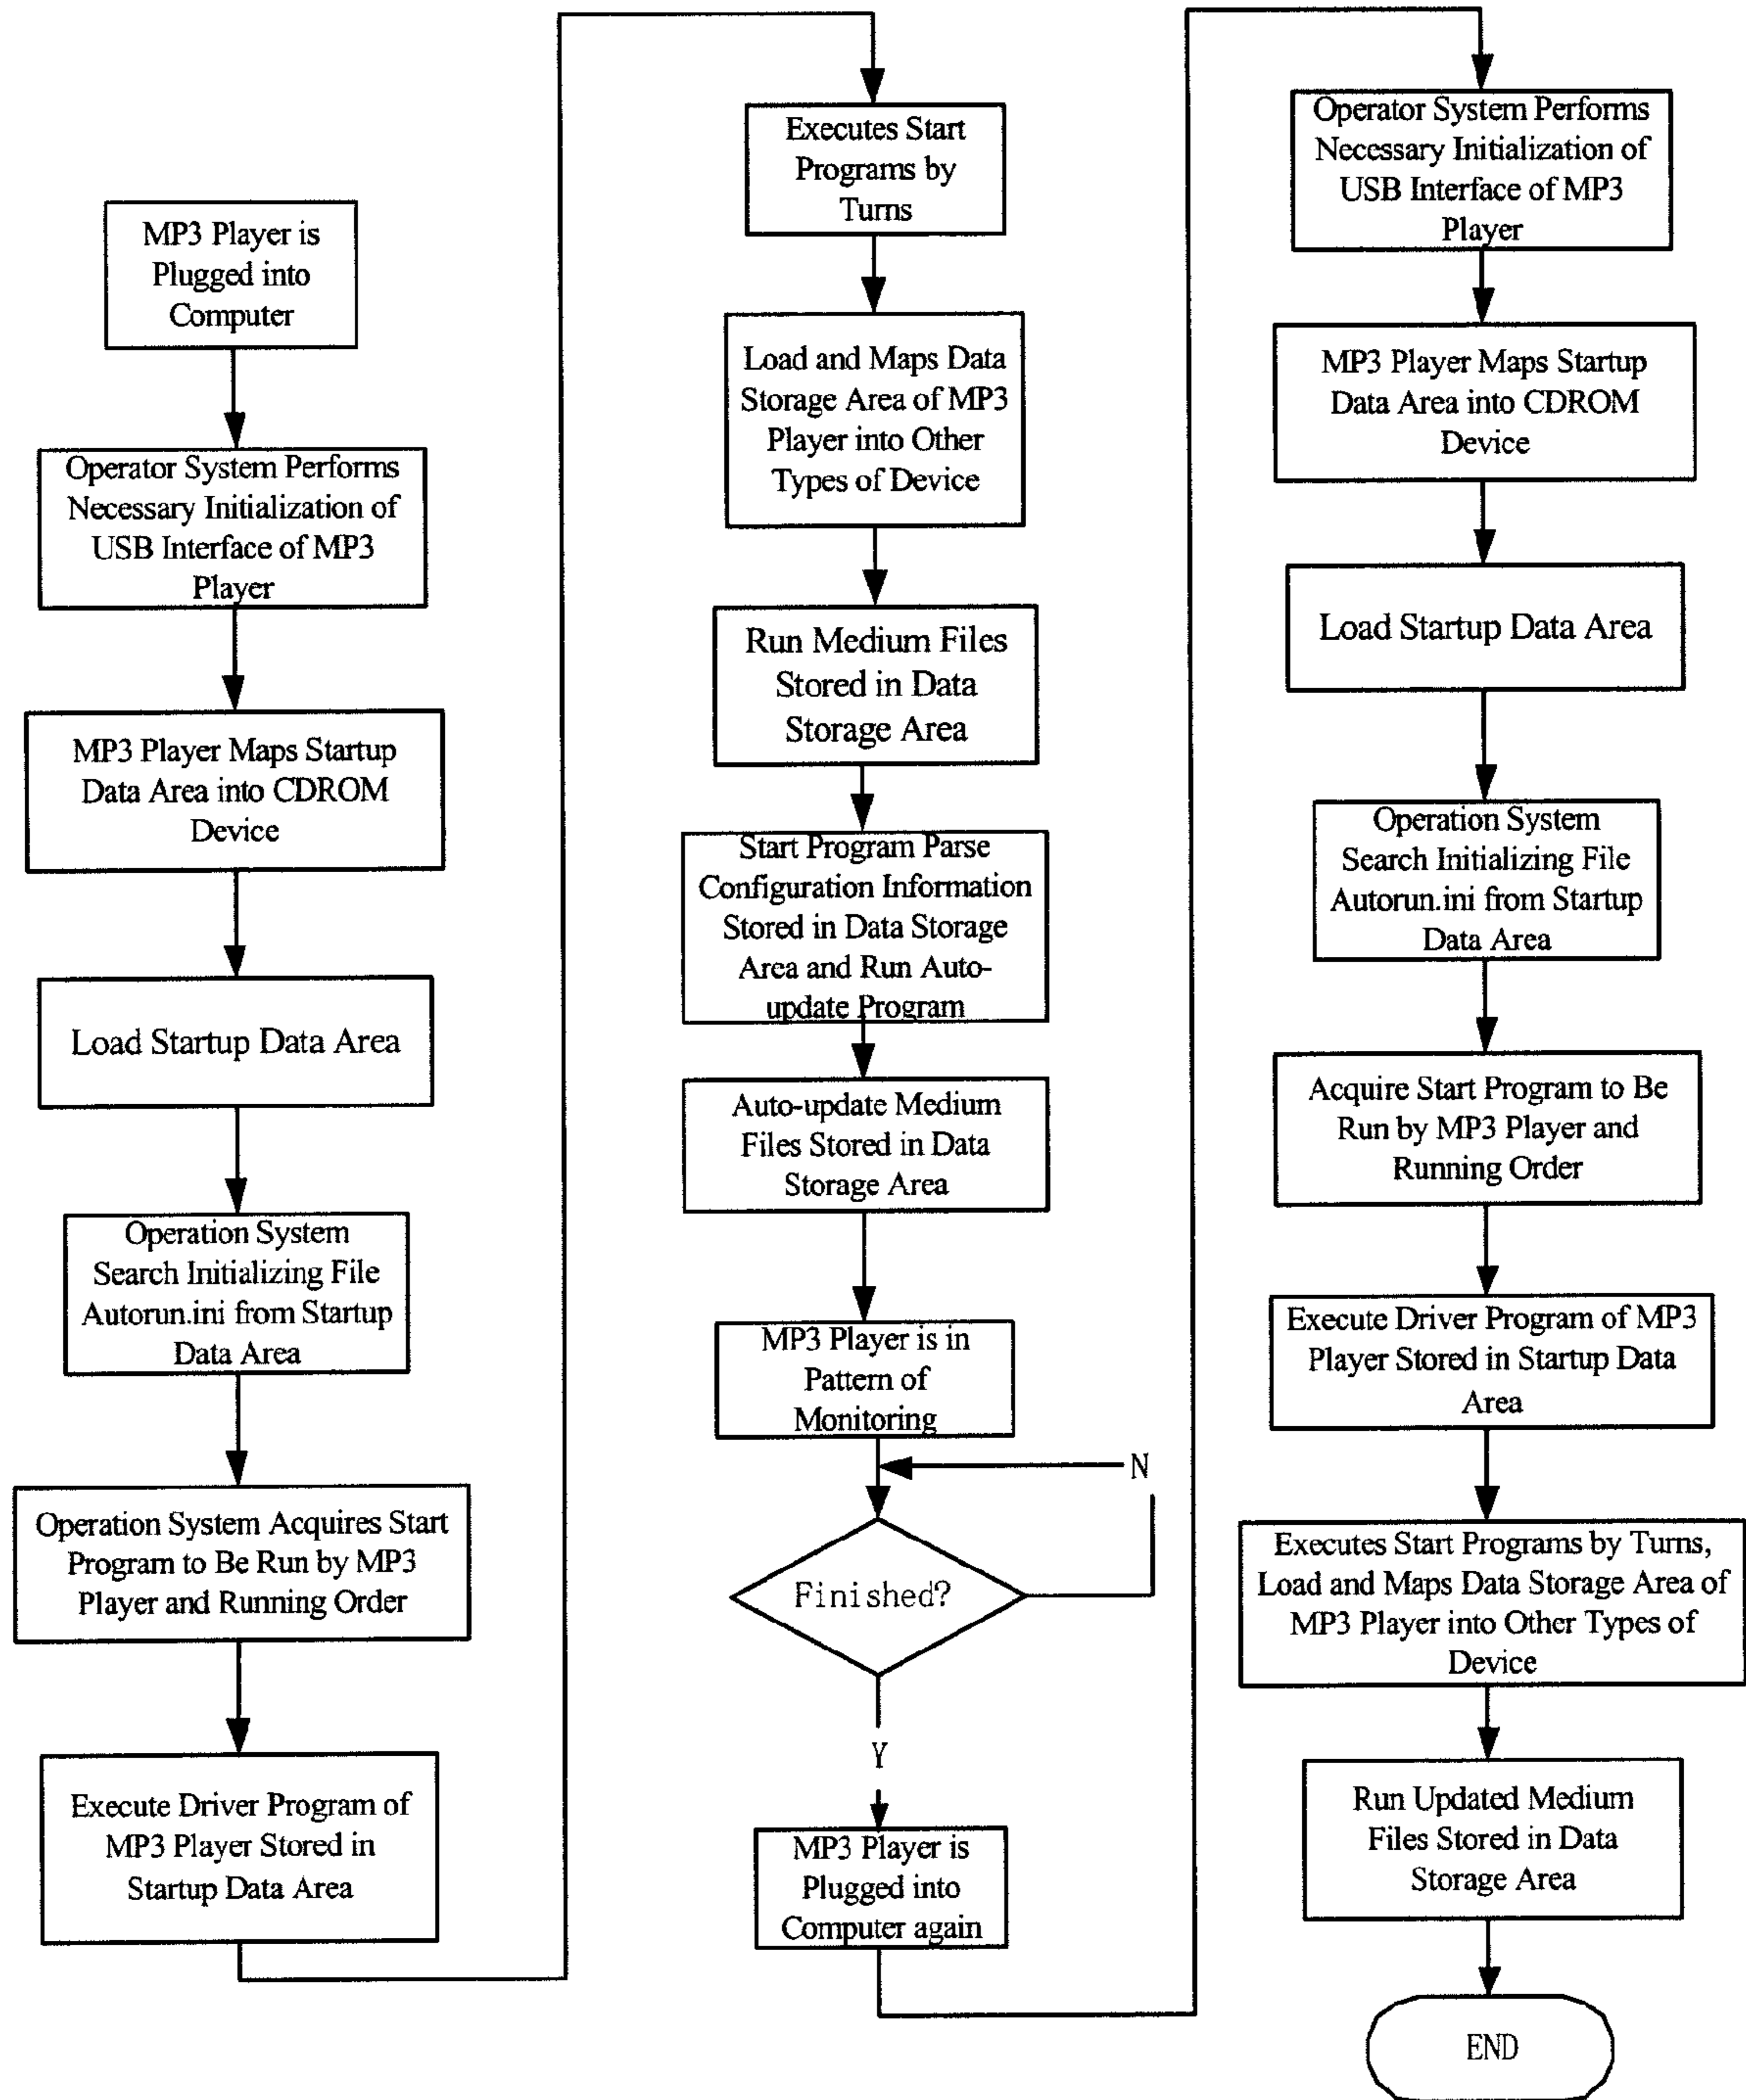 MP3 Player is
Plugged into
Computer
Operator System Performs
Necessary Initialization of
USB Interface of MP3
Player
MP3 Player Maps Startup
Data Area into CDROM
Device
Load Startup Data Area
Operation System
Search Initializing File
Autorun.ini from Startup
Data Area
Operation System Acquires Start
Program to Be Run by MP3
Player and Running Order
Execute Driver Program of
MP3 Player Stored in
Startup Data Area
Executes Start
Programs by
Turns
Load and Maps Data
Storage Area of MP3
Player into Other
Types of Device
Run Medium Files
Stored in Data
Storage Area
Start Program Parse
Configuration Information
Stored in Data Storage
Area and Run Auto-
update Program
Auto-update Medium
Files Stored in Data
Storage Area
MP3 Player is in
Pattern of
Monitoring
N
Finished?
Y
MP3 Player is
Plugged into
Computer again
Operator System Performs
Necessary Initialization of
USB Interface of MP3
Player
MP3 Player Maps Startup
Data Area into CDROM
Device
Load Startup Data Area
Operation System
Search Initializing File
Autorun.ini from Startup
Data Area
Acquire Start Program to Be
Run by MP3 Player and
Running Order
Execute Driver Program of MP3
Player Stored in Startup Data
Area
Executes Start Programs by Turns,
Load and Maps Data Storage Area of
MP3 Player into Other Types of
Device
Run Updated Medium
Files Stored in Data
Storage Area
END